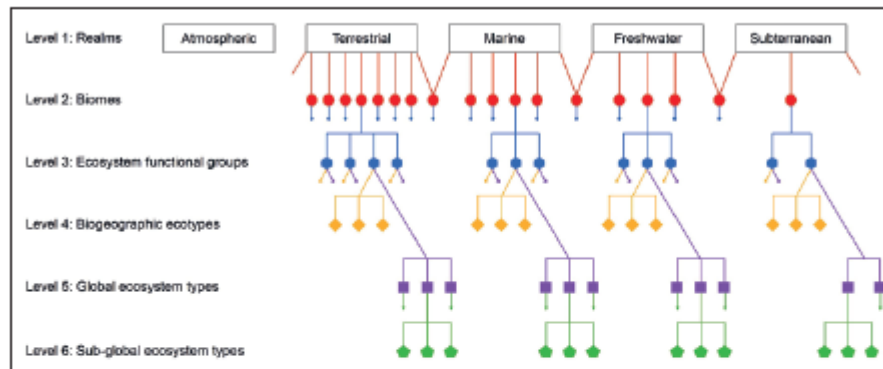 Level 1: Realms
Atmospheric
Terrestrial
Marine
Freshwater
Subterranean
Level 2: Biomes
Level 3: Ecosystem functional groups
Level 4: Biogeographic ecotypes
Level 5: Global ecosystem types
Level 6: Sub-global ecosystem types